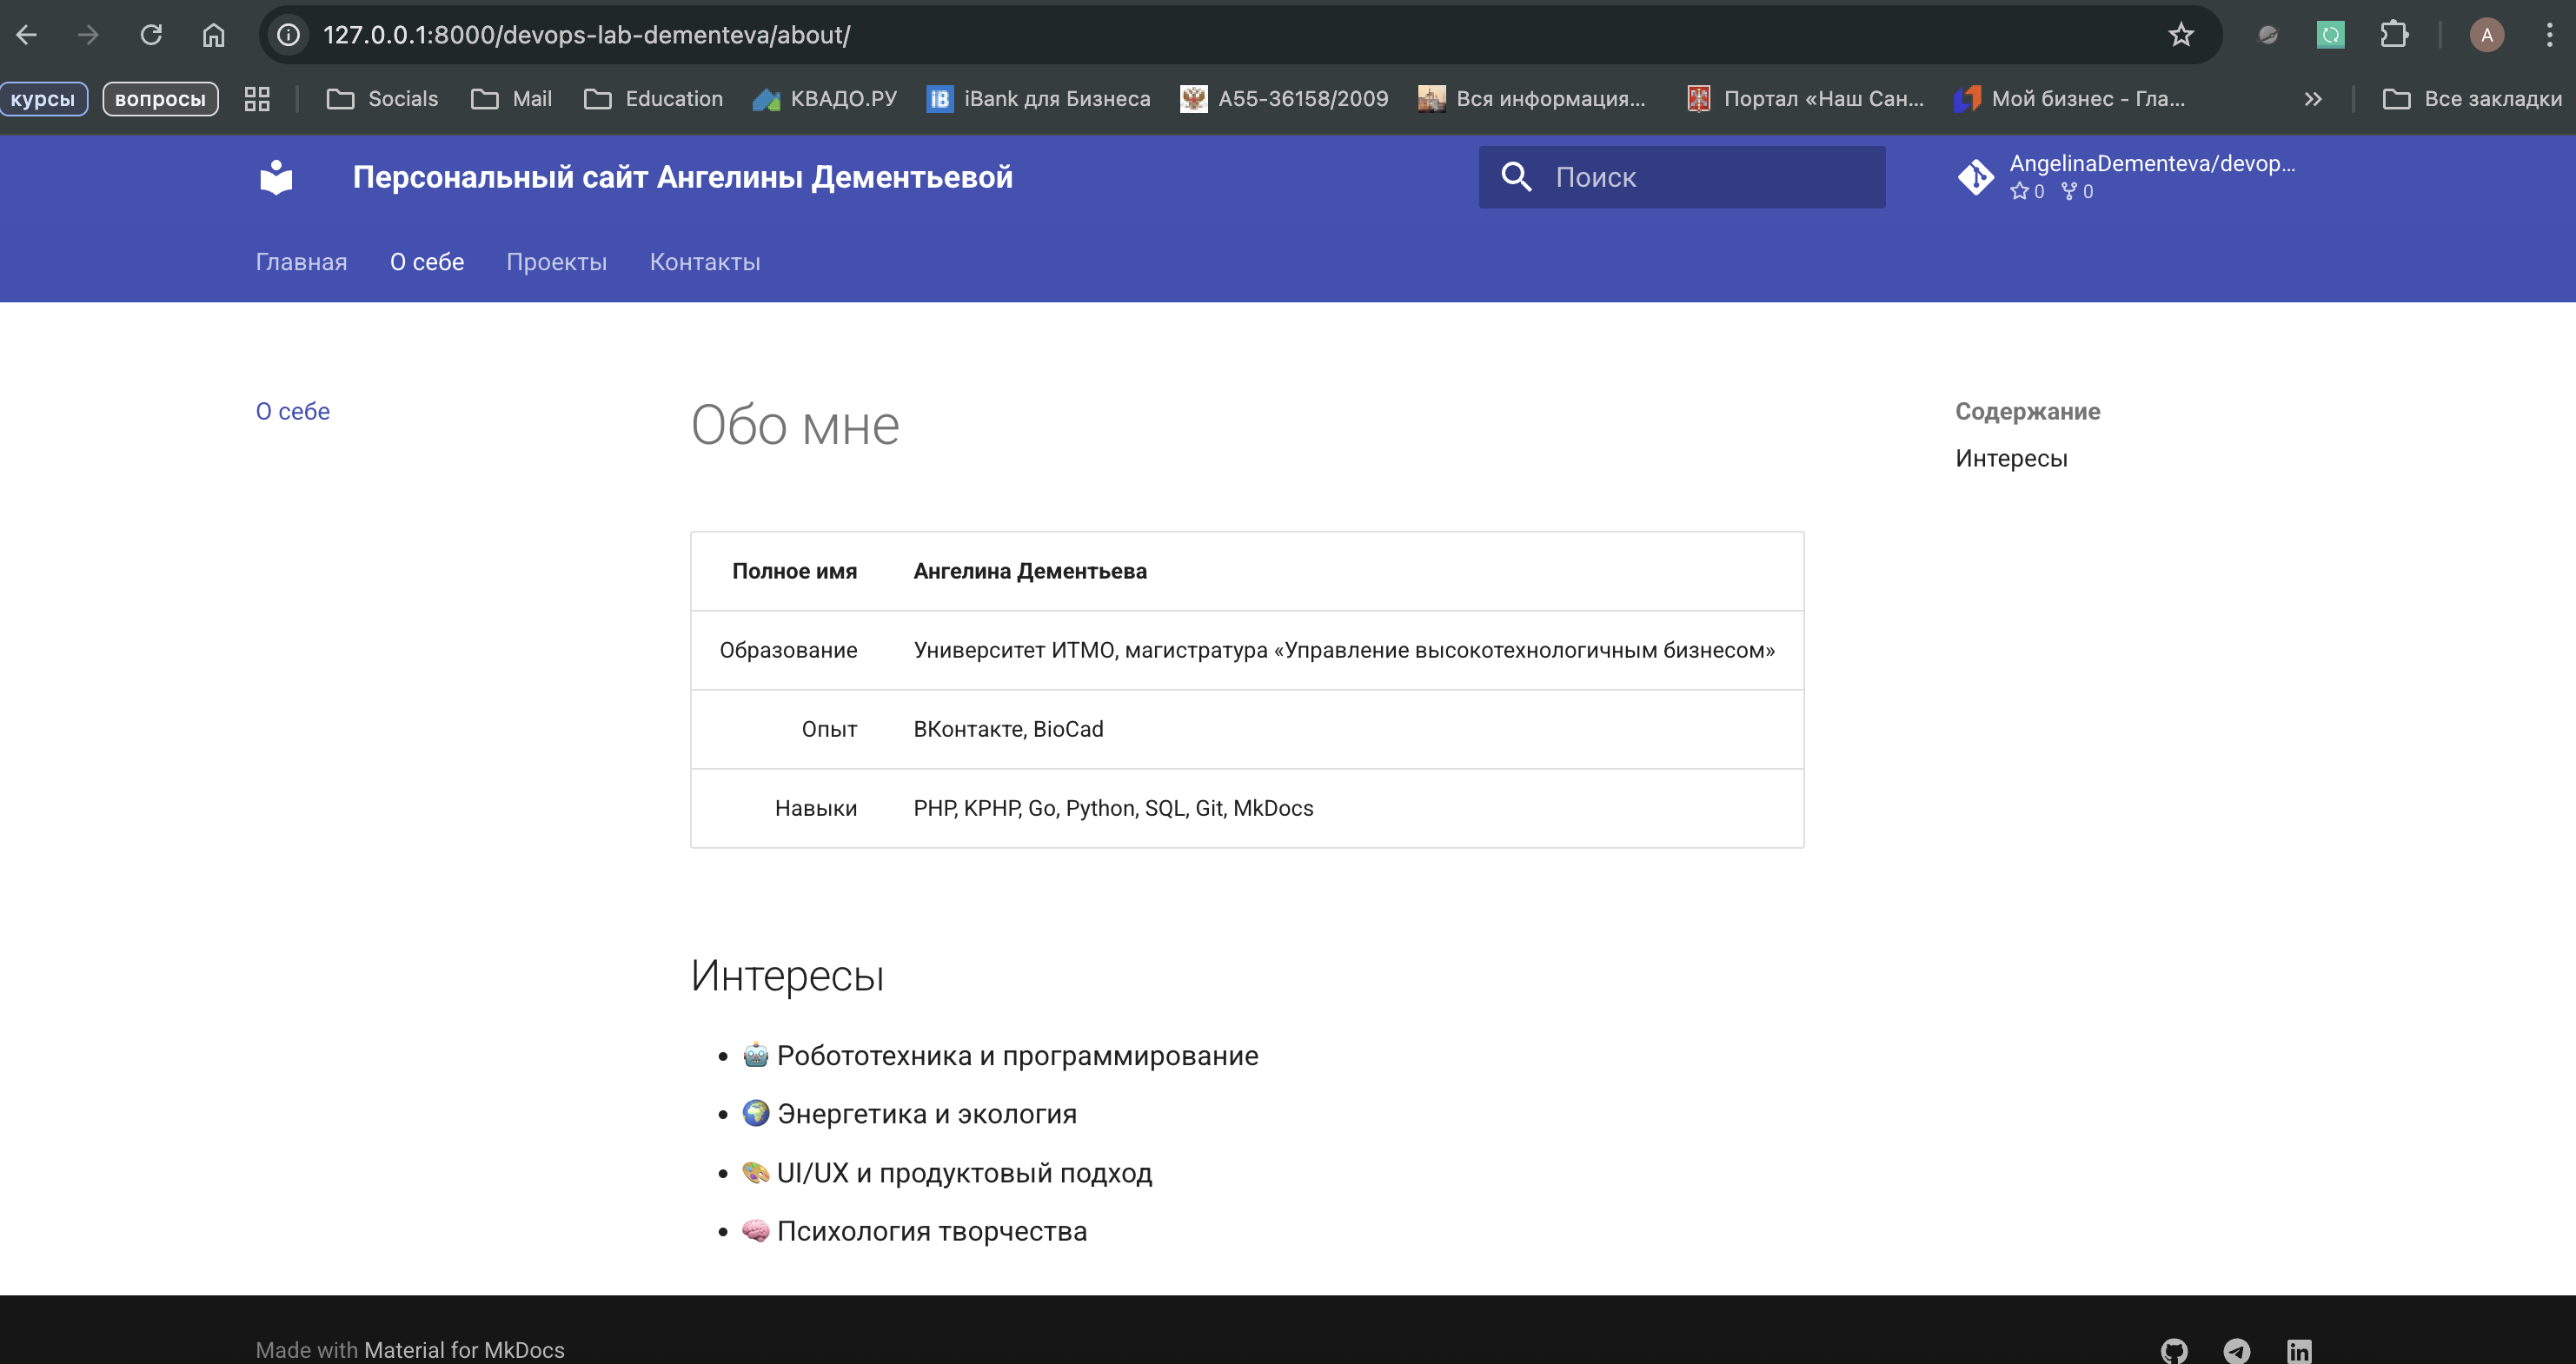 127.0.0.1:8000/devops-lab-dementeva/about/
A
курсы вопросы Socials Mail Education КВАДО.РУ iB iBank для Бизнеса А55-36158/2009 Вся информация... Портал «Наш Сан... Мой бизнес - Гла... Все закладки
Персональный сайт Ангелины Дементьевой
Поиск
AngelinaDementeva/devop...
0 0
Главная О себе Проекты Контакты
О себе
Обо мне
Содержание
Интересы
Полное имя Ангелина Дементьева
Образование Университет ИТМО, магистратура «Управление высокотехнологичным бизнесом»
Опыт ВКонтакте, BioCad
Навыки PHP, KPHP, Go, Python, SQL, Git, MkDocs
Интересы
• 🤖 Робототехника и программирование
• 🌍 Энергетика и экология
• 🎨 UI/UX и продуктовый подход
• 🧠 Психология творчества
Made with Material for MkDocs
in